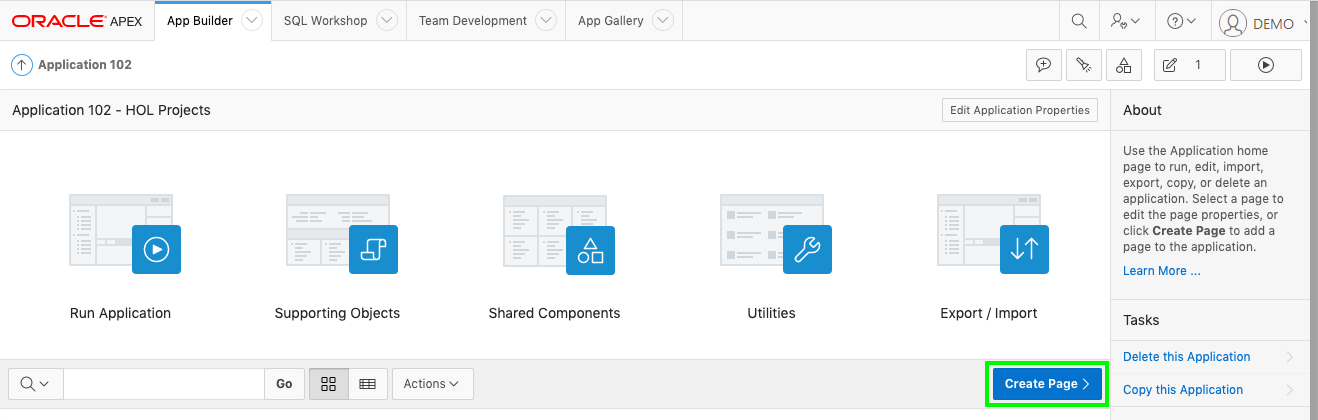 ORACLE APEX App Builder SQL Workshop Team Development App Gallery DEMO
Application 102 1
Application 102 - HOL Projects Edit Application Properties
Run Application Supporting Objects Shared Components Utilities Export / Import
Go Actions Create Page
About
Use the Application home
page to run, edit, import,
export, copy, or delete an
application. Select a page to
edit the page properties, or
click Create Page to add a
page to the application.
Learn More ...
Tasks
Delete this Application
Copy this Application